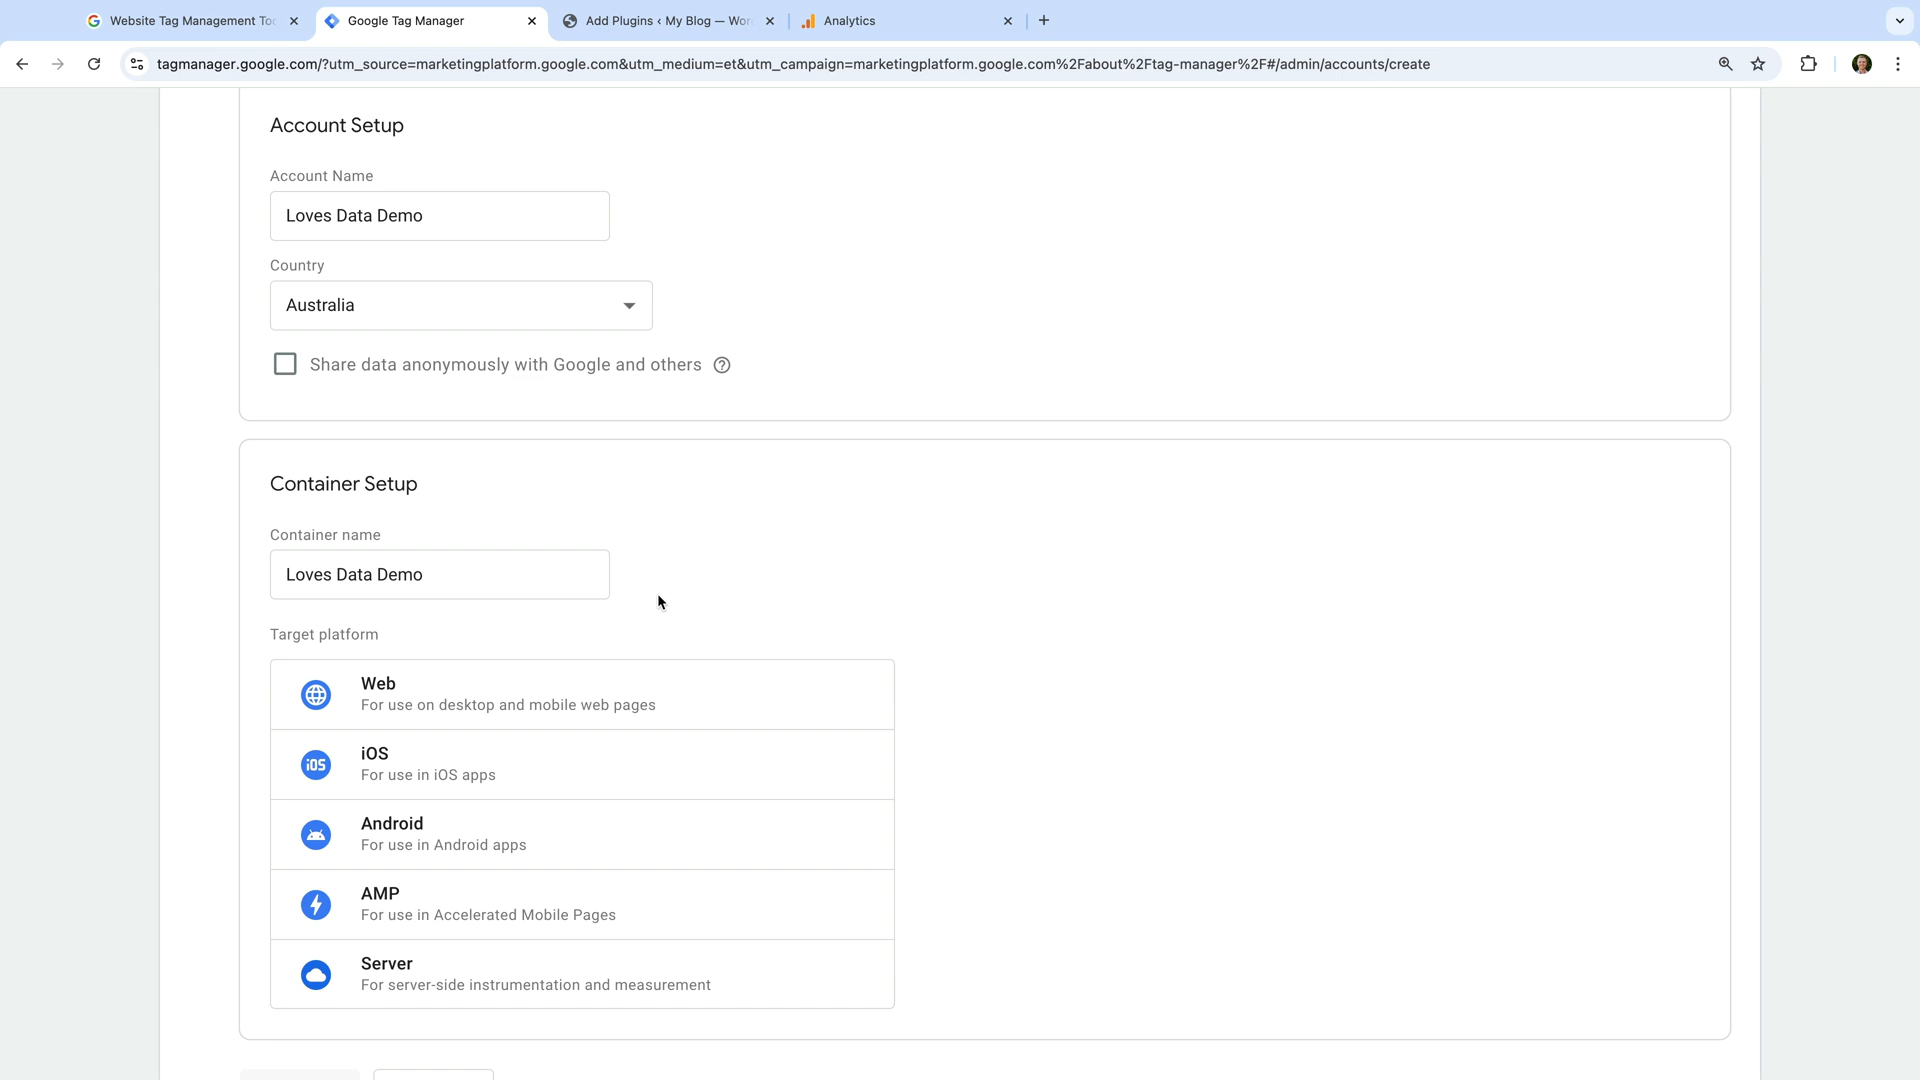 Website Tag Management Too
Google Tag Manager
Add Plugins ‹ My Blog — Wor
Analytics
tagmanager.google.com/?utm_source=marketingplatform.google.com&utm_medium=et&utm_campaign=marketingplatform.google.com%2Fabout%2Ftag-manager%2F#/admin/accounts/create
Account Setup
Account Name
Loves Data Demo
Country
Australia
Share data anonymously with Google and others
Container Setup
Container name
Loves Data Demo
Target platform
Web
For use on desktop and mobile web pages
iOS
iOS
For use in iOS apps
Android
For use in Android apps
AMP
For use in Accelerated Mobile Pages
Server
For server-side instrumentation and measurement